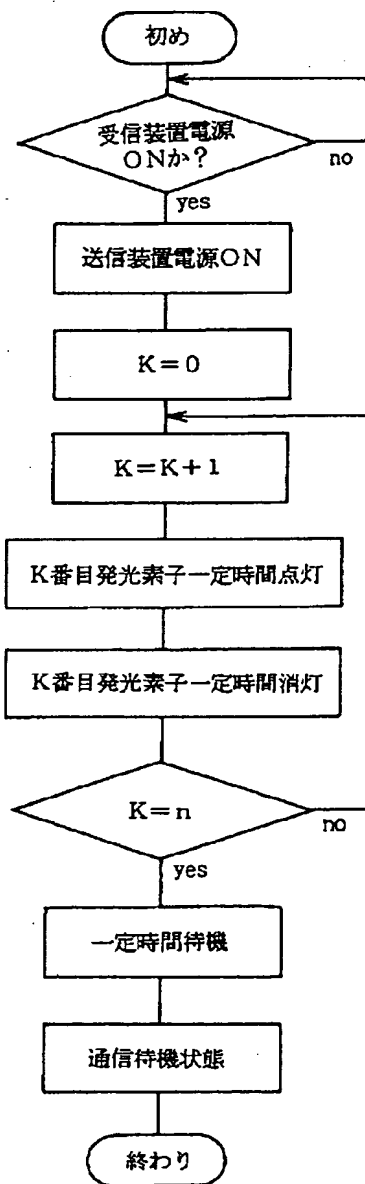 初め
受信装置電源
ONか?
no
yes
送信装置電源ON
K=0
K=K+1
K番目発光素子一定時間点灯
K番目発光素子一定時間消灯
K=n
no
yes
一定時間待機
通信待機状態
終わり